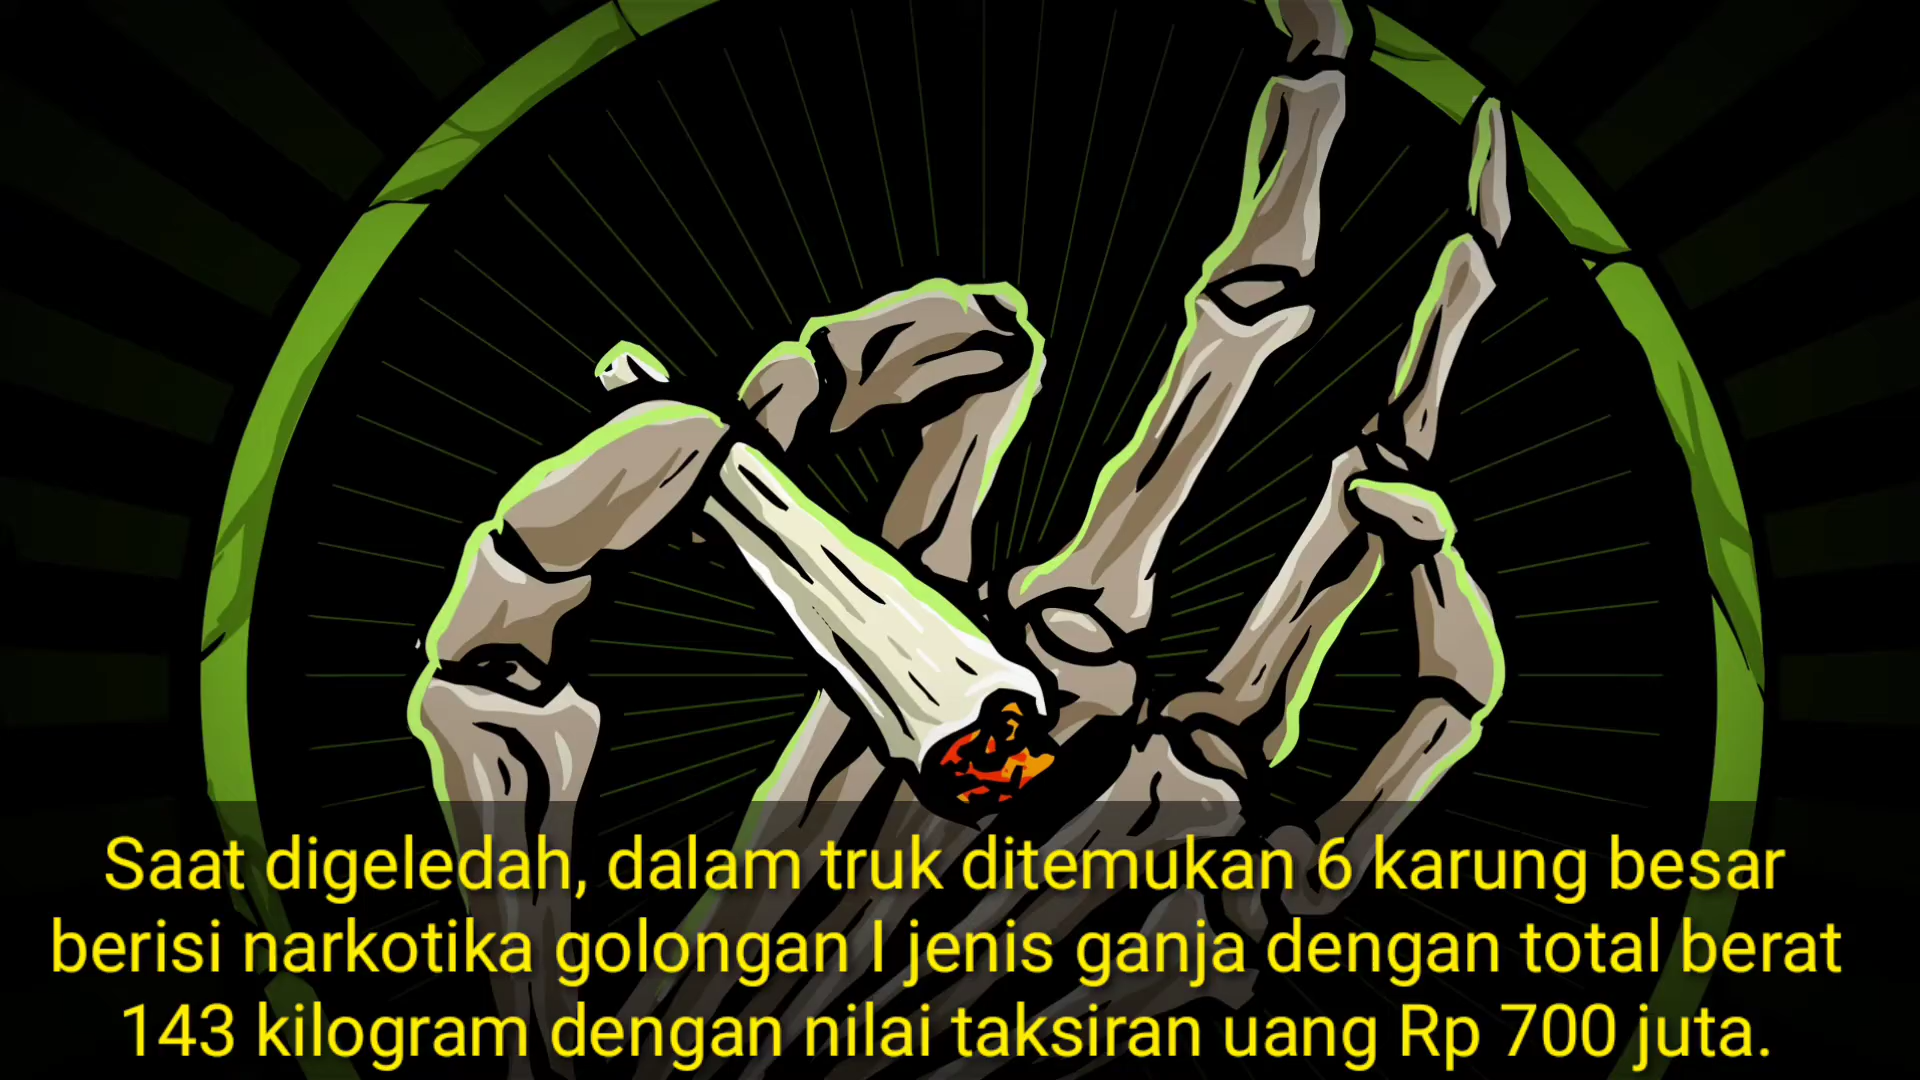 Saat digeledah, dalam truk ditemukan 6 karung besar
berisi narkotika golongan I jenis ganja dengan total berat
143 kilogram dengan nilai taksiran uang Rp 700 juta.